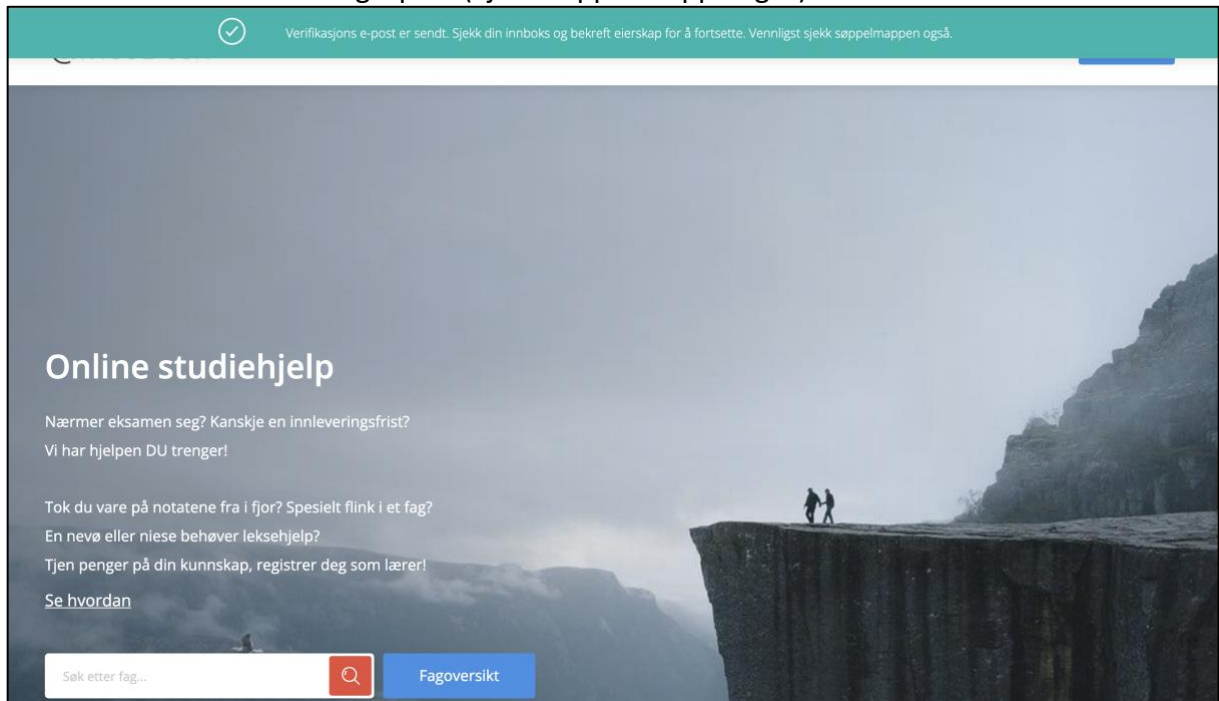 Verifikasjons e-post er sendt. Sjekk din innboks og bekreft eierskap for å fortsette. Vennligst sjekk søppelmappen også.
Online studiehjelp
Nærmer eksamen seg? Kanskje en innleveringsfrist?
Vi har hjelpen DU trenger!
Tok du vare på notatene fra i fjor? Spesielt flink i et fag?
En nevø eller niese behøver leksehjelp?
Tjen penger på din kunnskap, registrer deg som lærer!
Se hvordan
Søk etter fag...
Fagoversikt